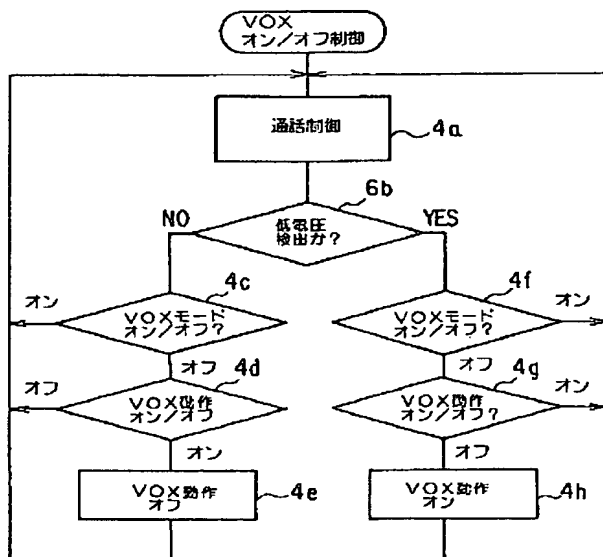 VOX
オン/オフ制御
通話制御
4a
6b
NO
低電圧
検出か?
YES
4c
オン
VOXモード
オン/オフ?
オフ
4d
オフ
VOX動作
オン/オフ
オン
VOX動作
オフ
4e
4f
オン
VOXモード
オン/オフ?
オフ
4g
オン
VOX動作
オン/オフ?
オフ
VOX動作
オン
4h